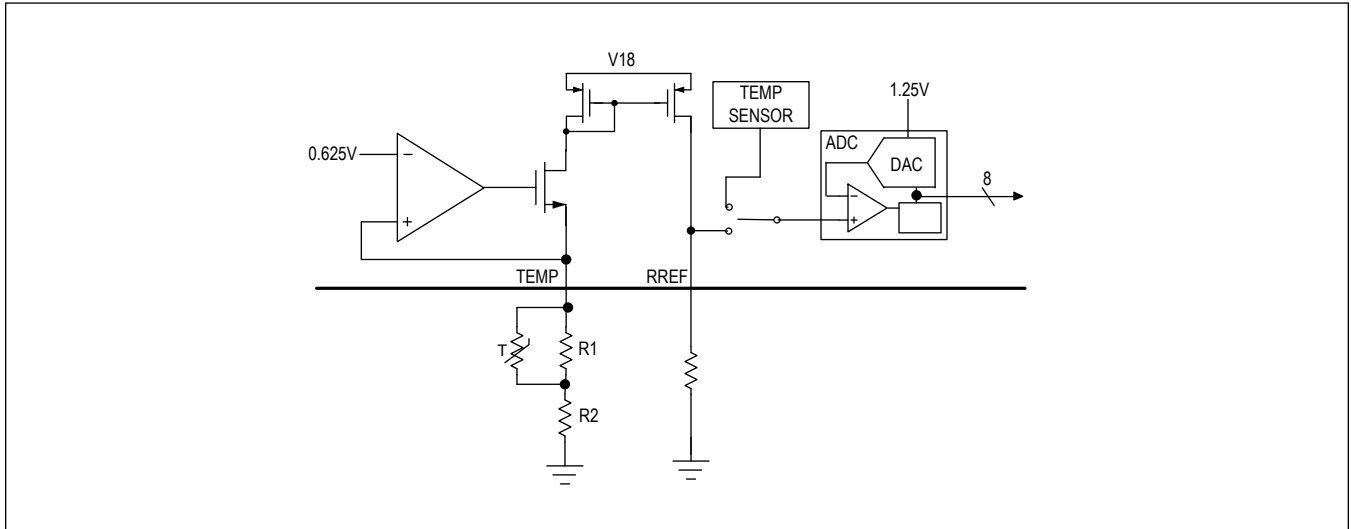 V18
TEMP
SENSOR
1.25V
ADC
DAC
8
0.625V
−
+
−
+
TEMP
RREF
T
R1
R2